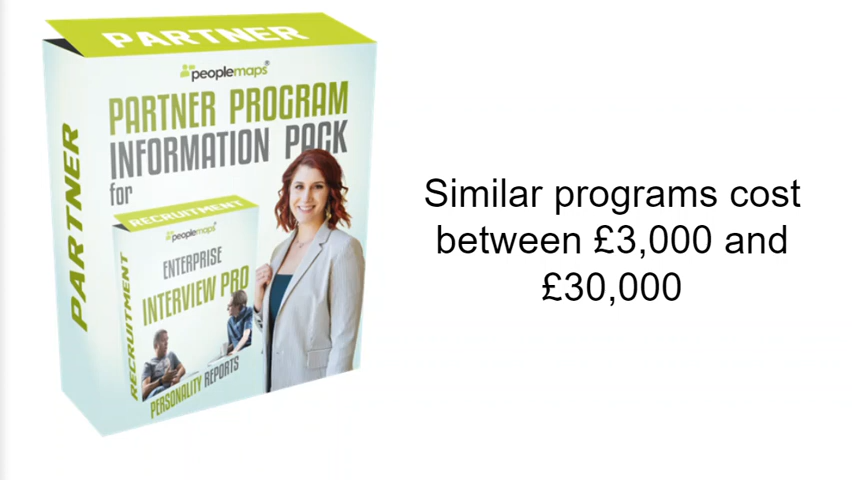 PARTNER
peoplemaps®
PARTNER PROGRAM
INFORMATION PACK
for
PARTNER
RECRUITMENT
peoplemaps®
ENTERPRISE
INTERVIEW PRO
RECRUITMENT
PERSONALITY REPORTS
Similar programs cost
between £3,000 and
£30,000